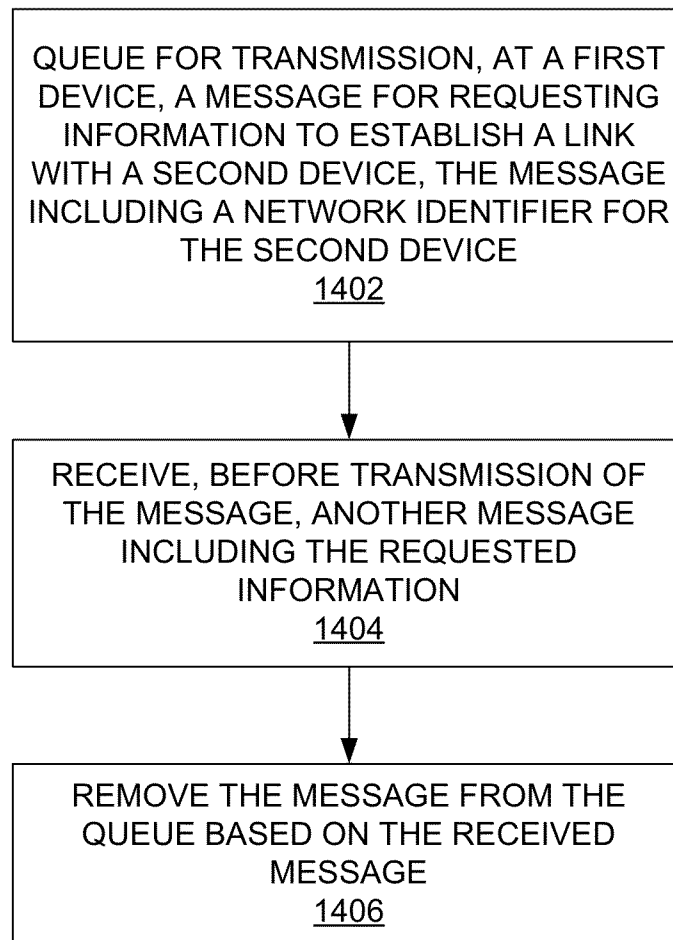 QUEUE FOR TRANSMISSION, AT A FIRST
DEVICE, A MESSAGE FOR REQUESTING
INFORMATION TO ESTABLISH A LINK
WITH A SECOND DEVICE, THE MESSAGE
INCLUDING A NETWORK IDENTIFIER FOR
THE SECOND DEVICE
1402
RECEIVE, BEFORE TRANSMISSION OF
THE MESSAGE, ANOTHER MESSAGE
INCLUDING THE REQUESTED
INFORMATION
1404
REMOVE THE MESSAGE FROM THE
QUEUE BASED ON THE RECEIVED
MESSAGE
1406